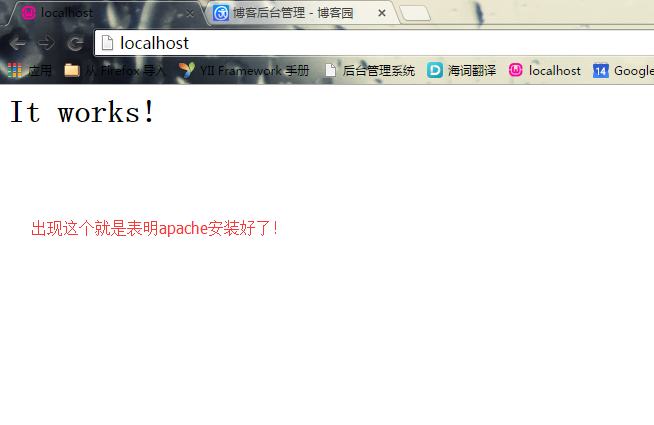 localhost
博客后台管理 - 博客园
localhost
应用
从 Firefox 导入
YII Framework 手册
后台管理系统
海词翻译
localhost
14
Google
It works!
出现这个就是表明apache安装好了!